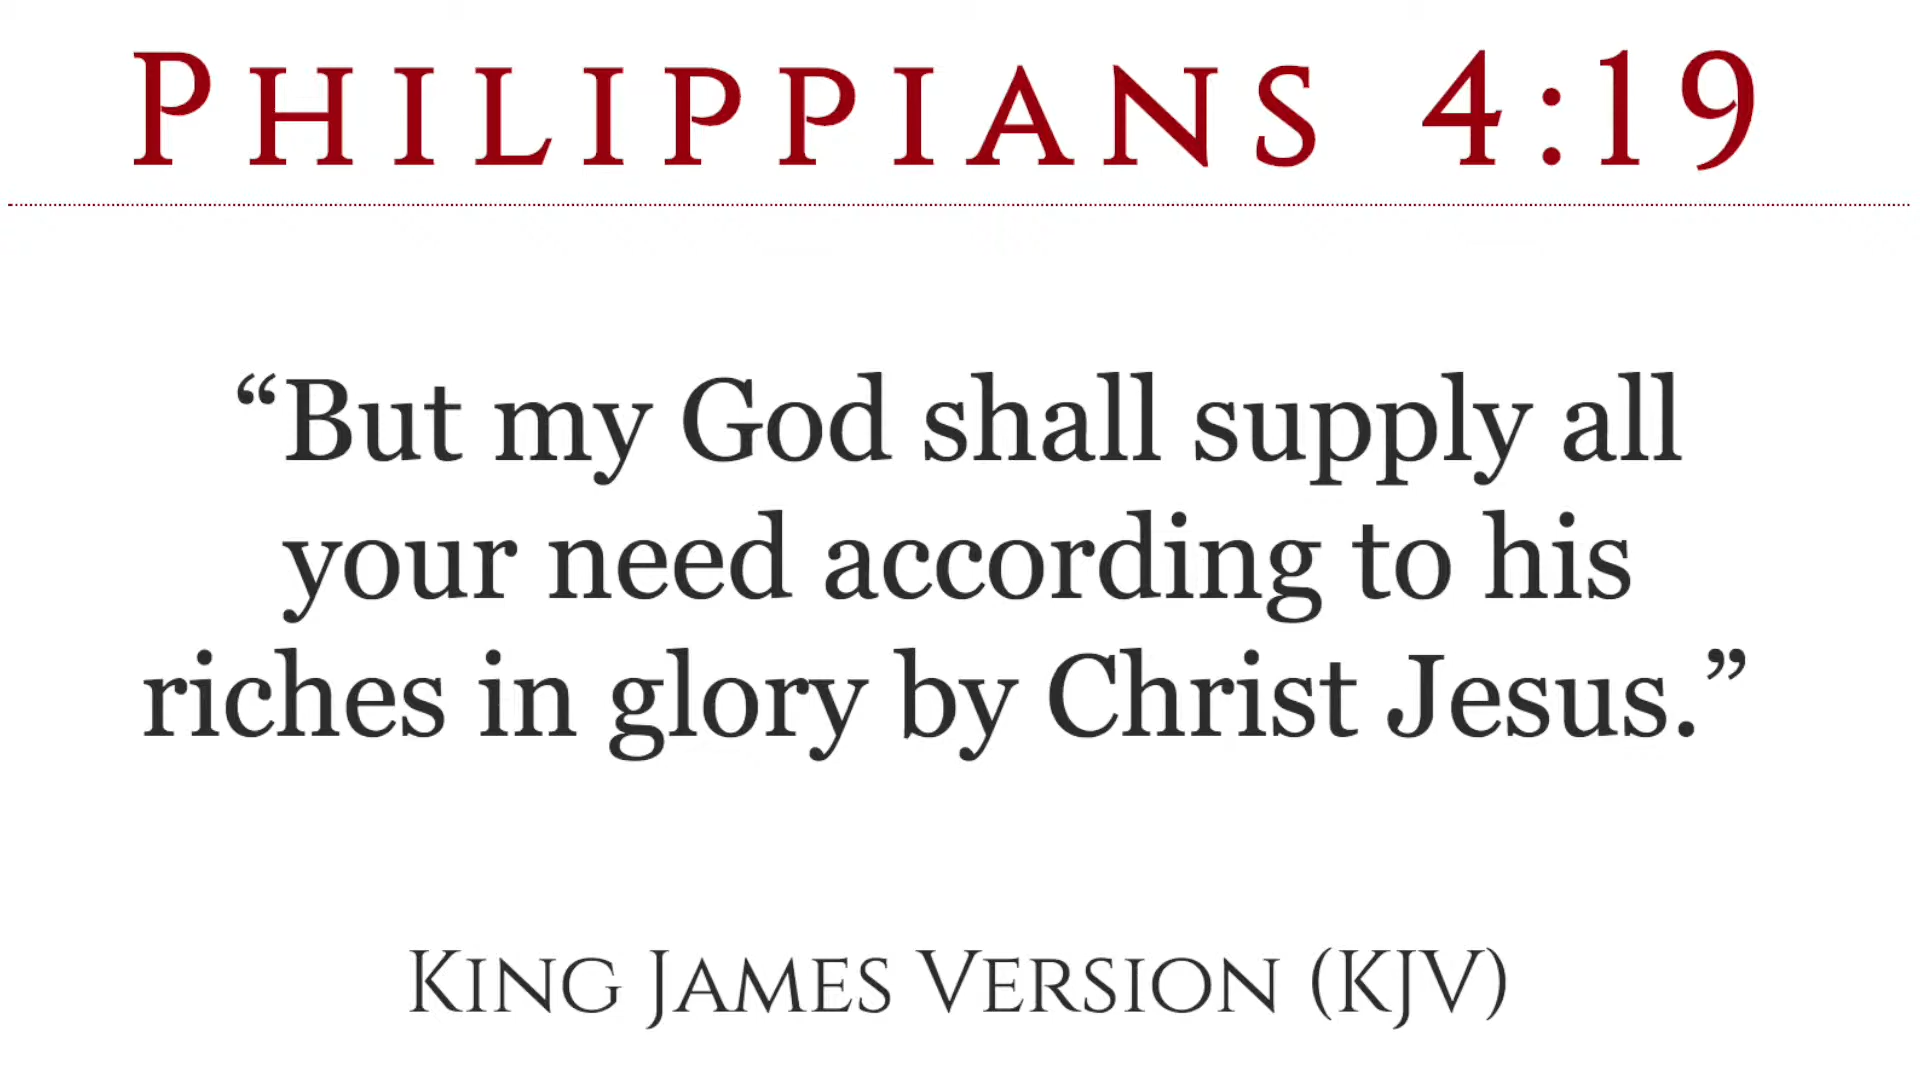 Philippians 4:19
“But my God shall supply all
your need according to his
riches in glory by Christ Jesus.”
King James Version (KJV)